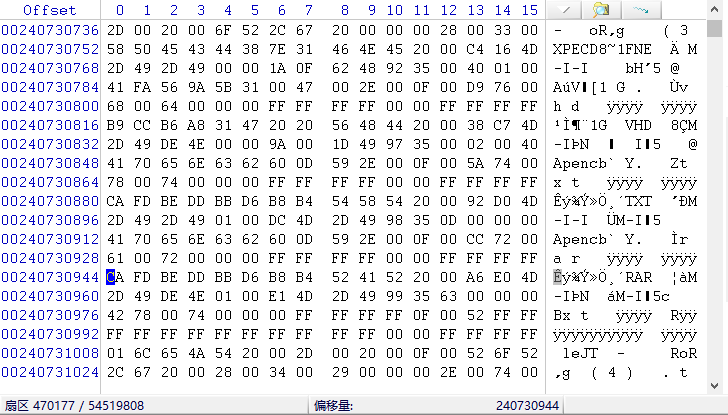 Offset 0 1 2 3 4 5 6 7 8 9 10 11 12 13 14 15
00240730736 2D 00 20 00 6F 52 2C 67 20 00 00 00 28 00 33 00 - oR,g ( 3
00240730752 58 50 45 43 44 38 7E 31 46 4E 45 20 00 C4 16 4D XPECD8~1FNE Ä M
00240730768 2D 49 2D 49 00 00 1A 0F 62 48 92 35 00 40 01 00 -I-I bH´5 @
00240730784 41 FA 56 9A 5B 31 00 47 00 2E 00 0F 00 D9 76 00 AúV[1 G . Ùv
00240730800 68 00 64 00 00 00 FF FF FF FF 00 00 FF FF FF FF h d ÿÿÿÿ ÿÿÿÿ
00240730816 B9 CC B6 A8 31 47 20 20 56 48 44 20 00 38 C7 4D ¹Ì¶¨1G VHD 8ÇM
00240730832 2D 49 DE 4E 00 00 9A 00 1D 49 97 35 00 02 00 40 -IÞN I 5 @
00240730848 41 70 65 6E 63 62 60 0D 59 2E 00 0F 00 5A 74 00 Apencb` Y. Zt
00240730864 78 00 74 00 00 00 FF FF FF FF 00 00 FF FF FF FF x t ÿÿÿÿ ÿÿÿÿ
00240730880 CA FD BE DD BB D6 B8 B4 54 58 54 20 00 92 D0 4D Êý¾Ý»Ö¸´TXT ´ÐM
00240730896 2D 49 2D 49 01 00 DC 4D 2D 49 98 35 0D 00 00 00 -I-I ÜM-I5
00240730912 41 70 65 6E 63 62 60 0D 59 2E 00 0F 00 CC 72 00 Apencb` Y. Ìr
00240730928 61 00 72 00 00 00 FF FF FF FF 00 00 FF FF FF FF a r ÿÿÿÿ ÿÿÿÿ
00240730944 CA FD BE DD BB D6 B8 B4 52 41 52 20 00 A6 E0 4D Êý¾Ý»Ö¸´RAR ¦àM
00240730960 2D 49 DE 4E 01 00 E1 4D 2D 49 99 35 63 00 00 00 -IÞN áM-I5c
00240730976 42 78 00 74 00 00 00 FF FF FF FF 0F 00 52 FF FF Bx t ÿÿÿÿ Rÿÿ
00240730992 FF FF FF FF FF FF FF FF FF FF 00 00 FF FF FF FF ÿÿÿÿÿÿÿÿÿÿ ÿÿÿÿ
00240731008 01 6C 65 4A 54 20 00 2D 00 20 00 0F 00 52 6F 52 leJT - RoR
00240731024 2C 67 20 00 28 00 34 00 29 00 00 00 2E 00 74 00 ,g ( 4 ) . t
扇区 470177 / 54519808 偏移量: 240730944